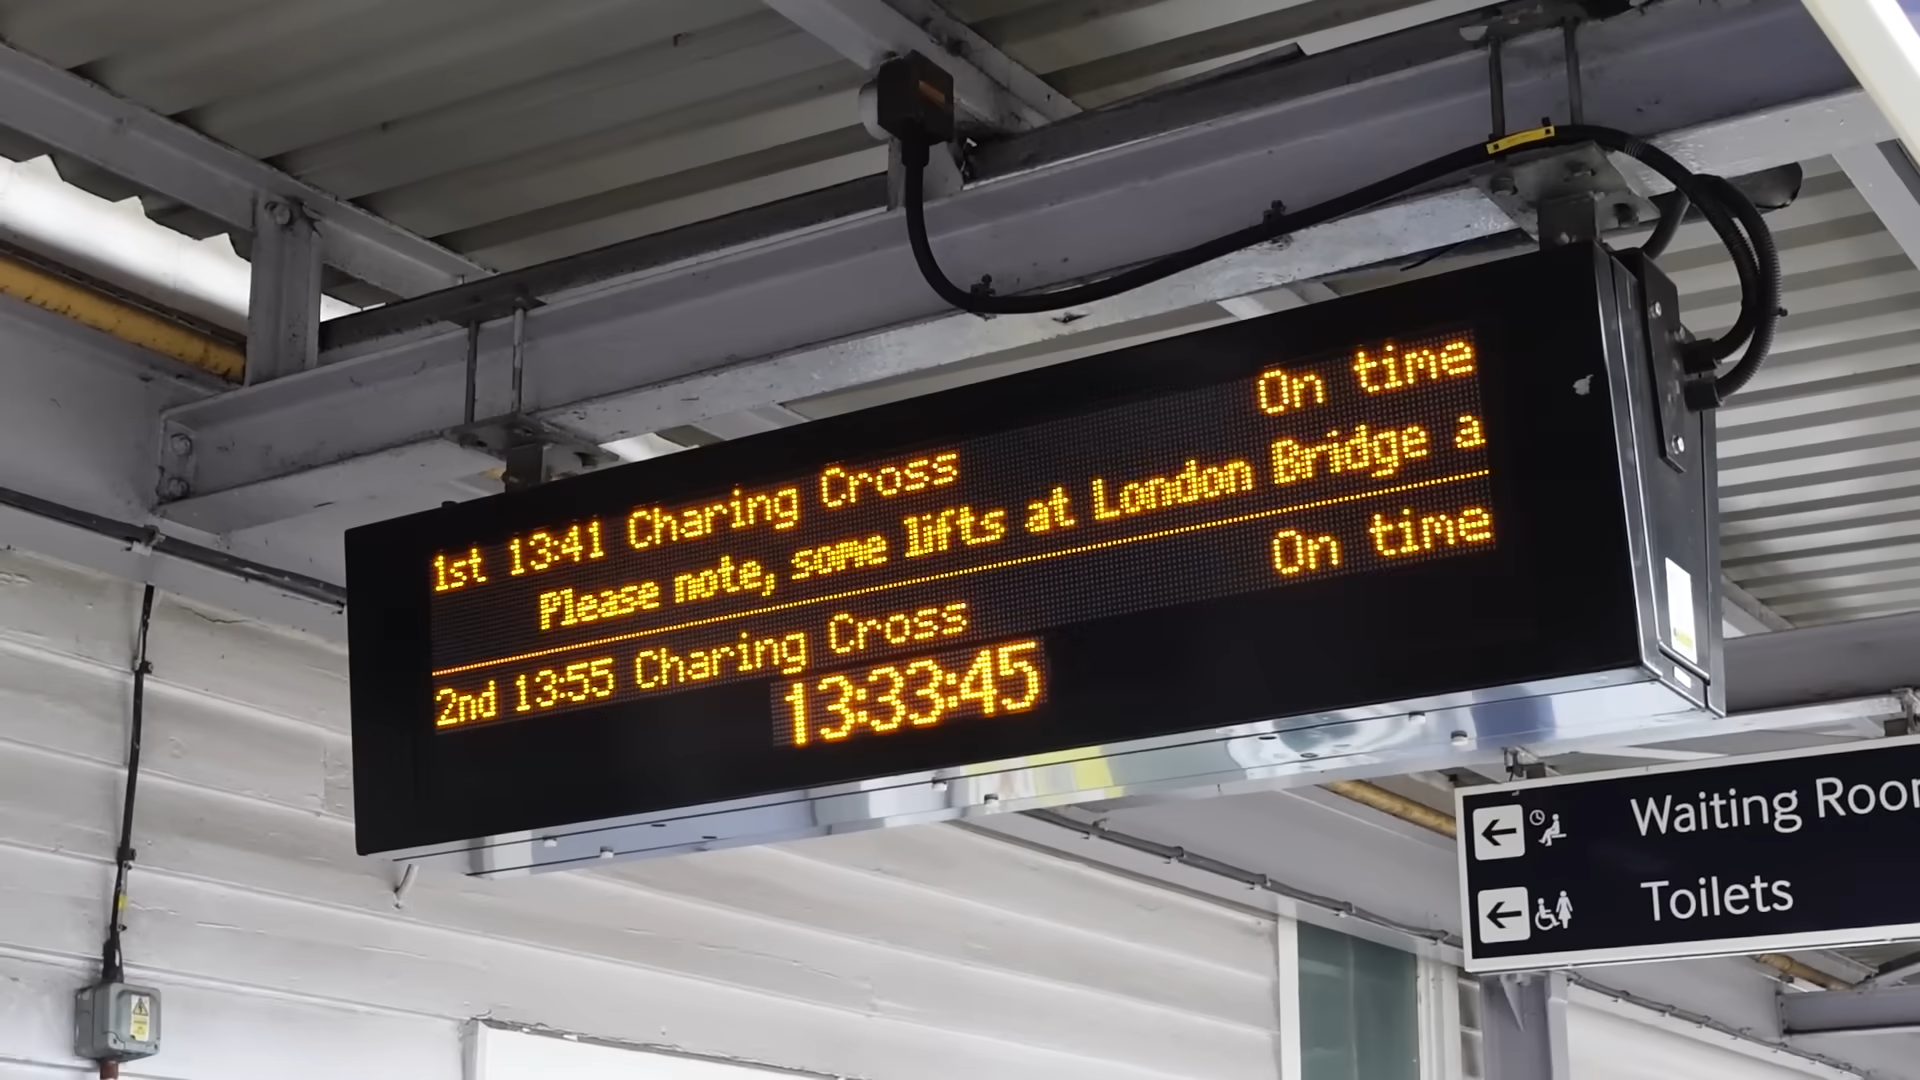 1st 13:41 Charing Cross On time
Please note, some lifts at London Bridge a
2nd 13:55 Charing Cross On time
13:33:45
Waiting Roo
Toilets